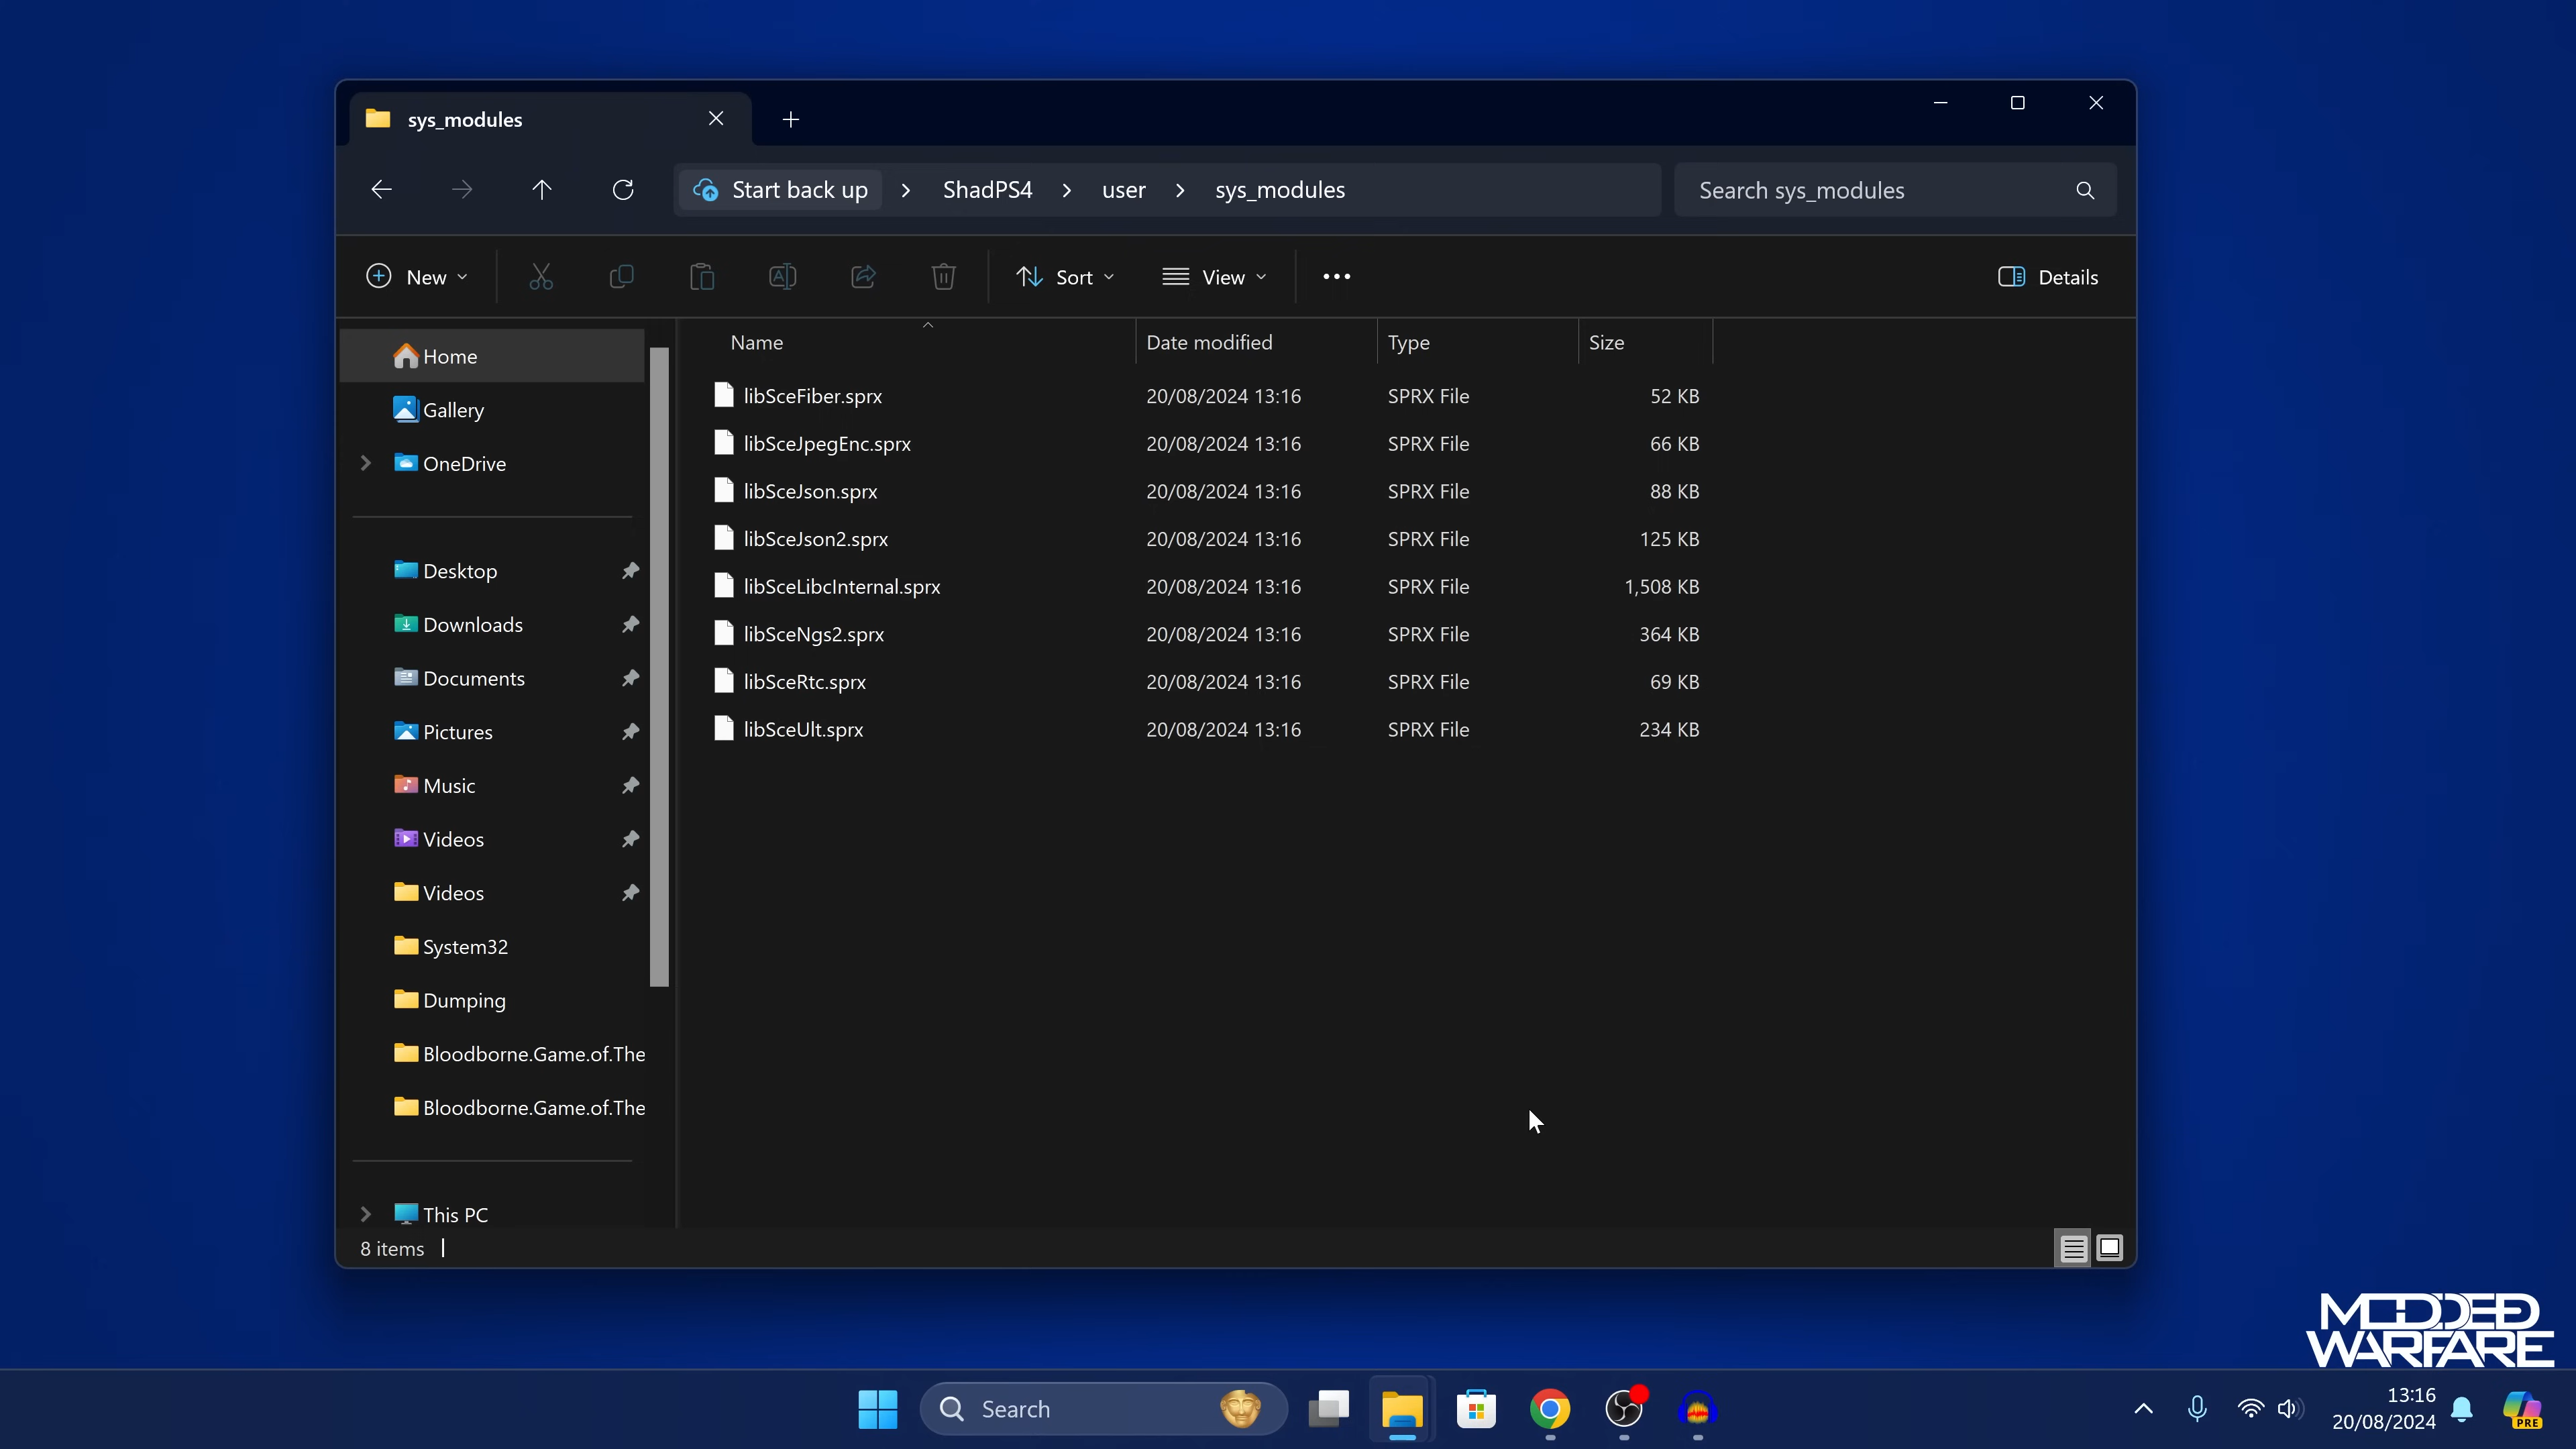 sys_modules
Start back up > ShadPS4 > user > sys_modules
Search sys_modules
New
Sort
View
Details
Name Date modified Type Size
libSceFiber.sprx 20/08/2024 13:16 SPRX File 52 KB
libSceJpegEnc.sprx 20/08/2024 13:16 SPRX File 66 KB
libSceJson.sprx 20/08/2024 13:16 SPRX File 88 KB
libSceJson2.sprx 20/08/2024 13:16 SPRX File 125 KB
libSceLibcInternal.sprx 20/08/2024 13:16 SPRX File 1,508 KB
libSceNgs2.sprx 20/08/2024 13:16 SPRX File 364 KB
libSceRtc.sprx 20/08/2024 13:16 SPRX File 69 KB
libSceUlt.sprx 20/08/2024 13:16 SPRX File 234 KB
Home
Gallery
OneDrive
Desktop
Downloads
Documents
Pictures
Music
Videos
Videos
System32
Dumping
Bloodborne.Game.of.The
Bloodborne.Game.of.The
This PC
8 items
MODDED
WARFARE
Search
13:16
20/08/2024
PRE